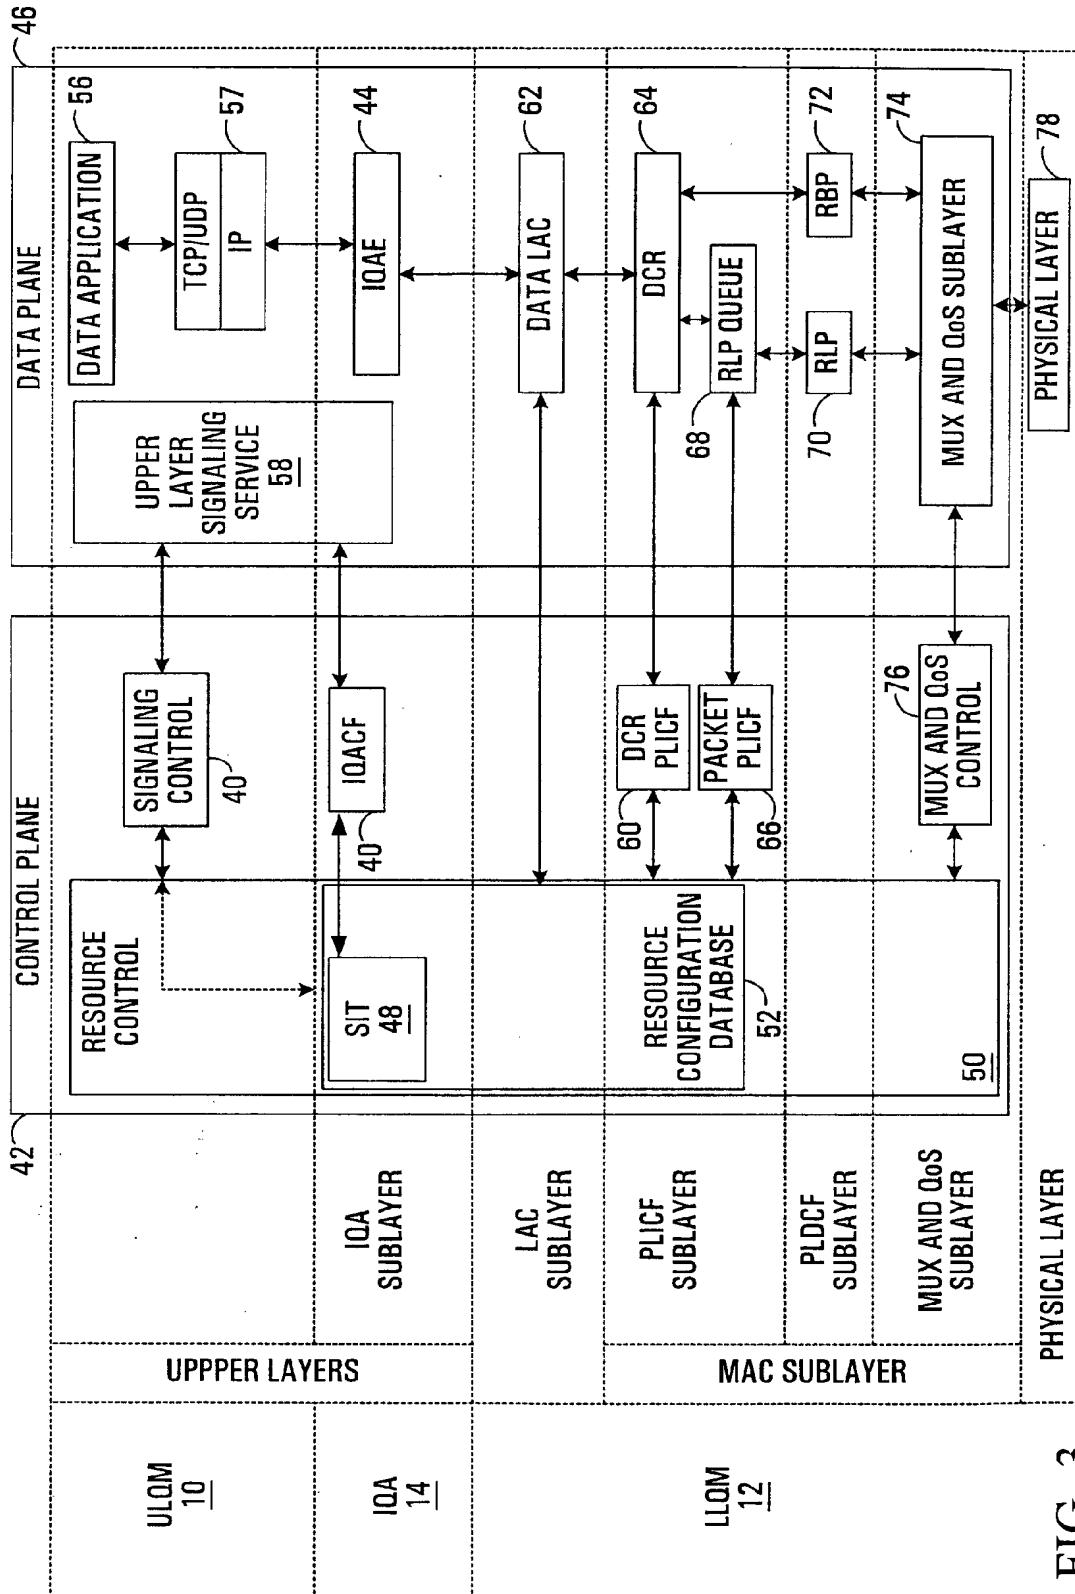 46
DATA PLANE
DATA APPLICATION
56
TCP/UDP
IP
57
IQAE
44
DATA LAC
62
DCR
64
RLP QUEUE
68
RLP
70
RBP
72
MUX AND QoS SUBLAYER
74
PHYSICAL LAYER
78
UPPER
LAYER
SIGNALING
SERVICE
58
CONTROL PLANE
42
SIGNALING
CONTROL
40
IQACF
40
DCR
PLICF
60
PACKET
PLICF
66
MUX AND QoS
CONTROL
76
RESOURCE
CONTROL
SIT
48
RESOURCE
CONFIGURATION
DATABASE
52
50
IQA
SUBLAYER
LAC
SUBLAYER
PLICF
SUBLAYER
PLDCF
SUBLAYER
MUX AND QoS
SUBLAYER
PHYSICAL LAYER
UPPPER LAYERS
MAC SUBLAYER
ULQM
10
IQA
14
LLQM
12
FIG. 3